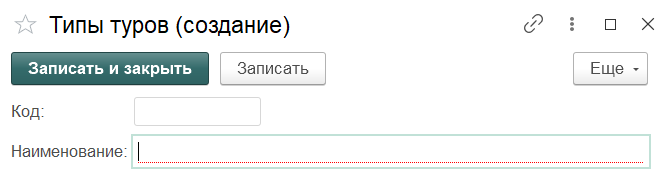 Типы туров (создание)
Записать и закрыть Записать Еще
Код:
Наименование: